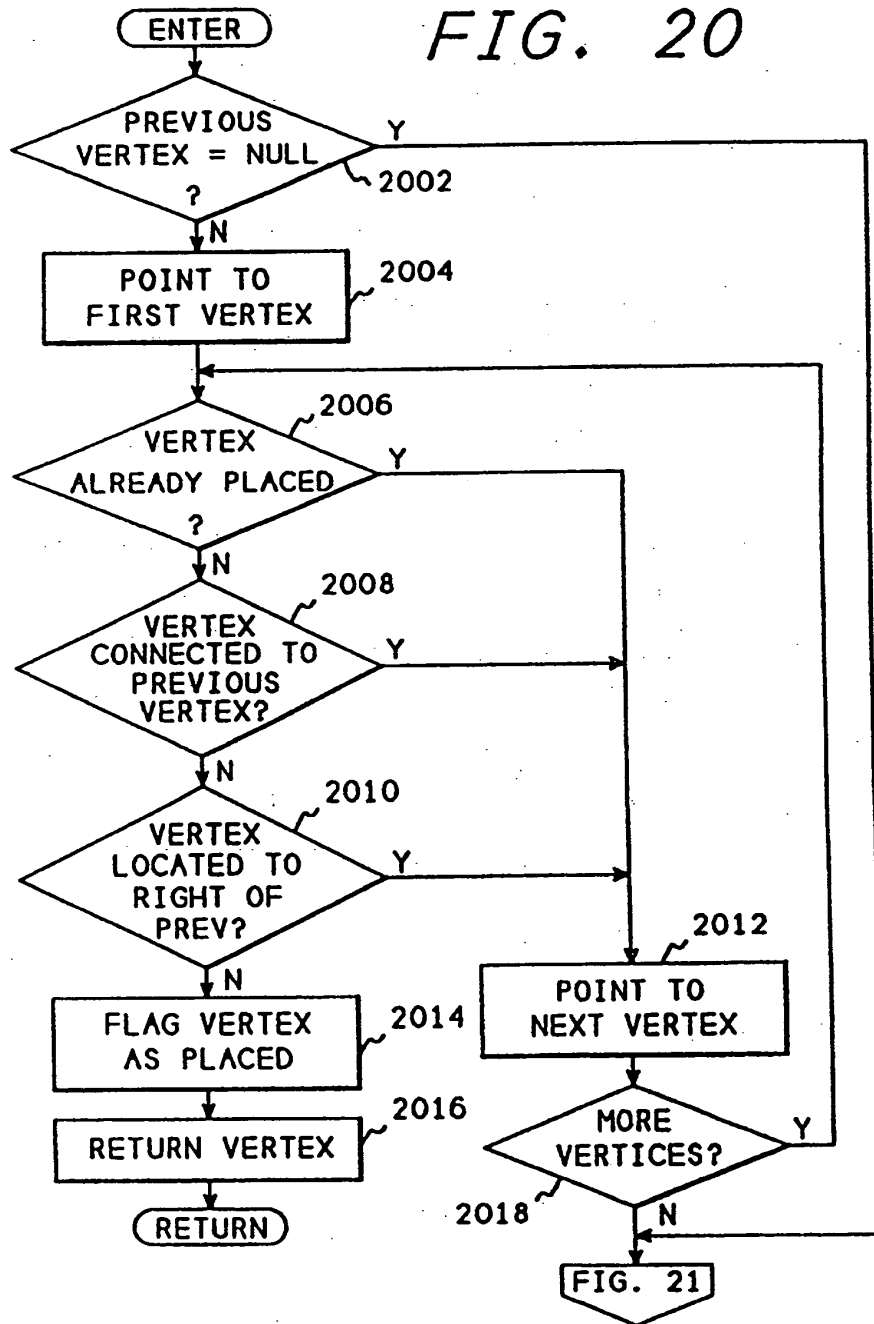 FIG. 20
ENTER
PREVIOUS
VERTEX = NULL
?
Y
2002
N
POINT TO
FIRST VERTEX
2004
2006
VERTEX
ALREADY PLACED
?
Y
N
2008
VERTEX
CONNECTED TO
PREVIOUS
VERTEX?
Y
N
2010
VERTEX
LOCATED TO
RIGHT OF
PREV?
Y
N
2012
POINT TO
NEXT VERTEX
FLAG VERTEX
AS PLACED
2014
2016
RETURN VERTEX
MORE
VERTICES?
Y
2018
N
RETURN
FIG. 21